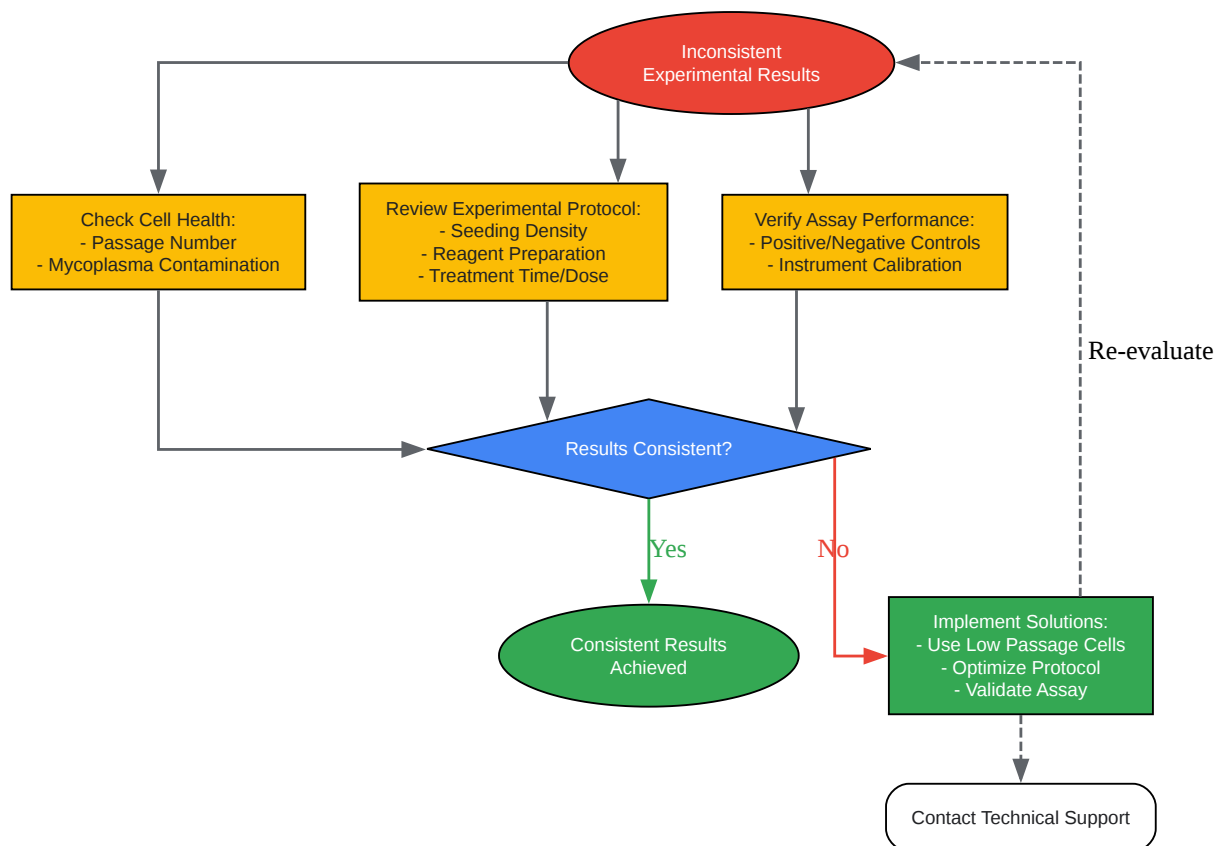 Inconsistent
Experimental Results
Check Cell Health:
- Passage Number
- Mycoplasma Contamination
Review Experimental Protocol:
- Seeding Density
- Reagent Preparation
- Treatment Time/Dose
Verify Assay Performance:
- Positive/Negative Controls
- Instrument Calibration
Re-evaluate
Results Consistent?
Yes
No
Consistent Results
Achieved
Implement Solutions:
- Use Low Passage Cells
- Optimize Protocol
- Validate Assay
Contact Technical Support